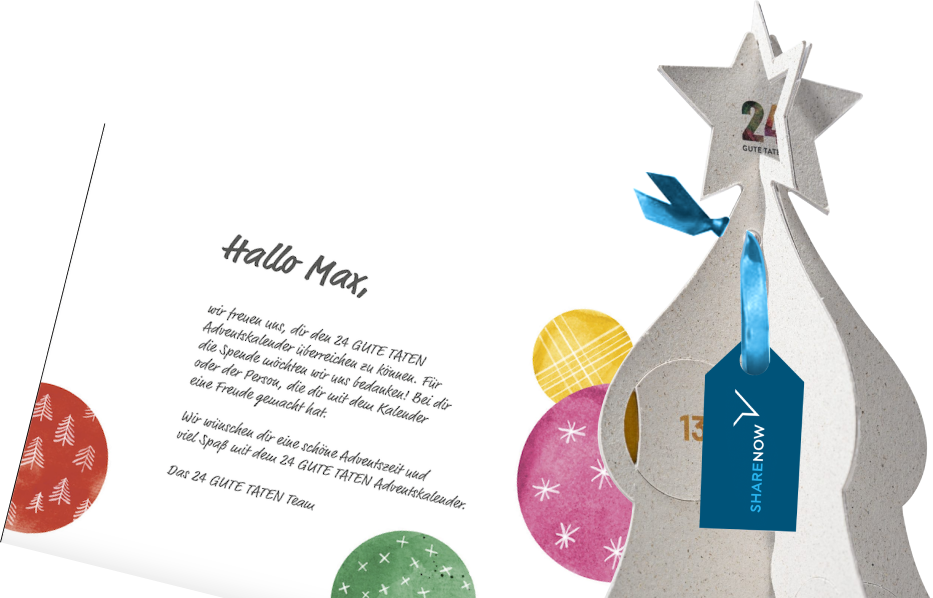 Hallo Max,
wir freuen uns, dir den 24 GUTE TATEN
Adventskalender überreichen zu können. Für
die Spende möchten wir uns bedanken! Bei dir
oder der Person, die dir mit dem Kalender
eine Freude gemacht hat.
Wir wünschen dir eine schöne Adventszeit und
viel Spaß mit dem 24 GUTE TATEN Adventskalender.
Das 24 GUTE TATEN Team
24
GUTE TATEN
13
SHARENOW